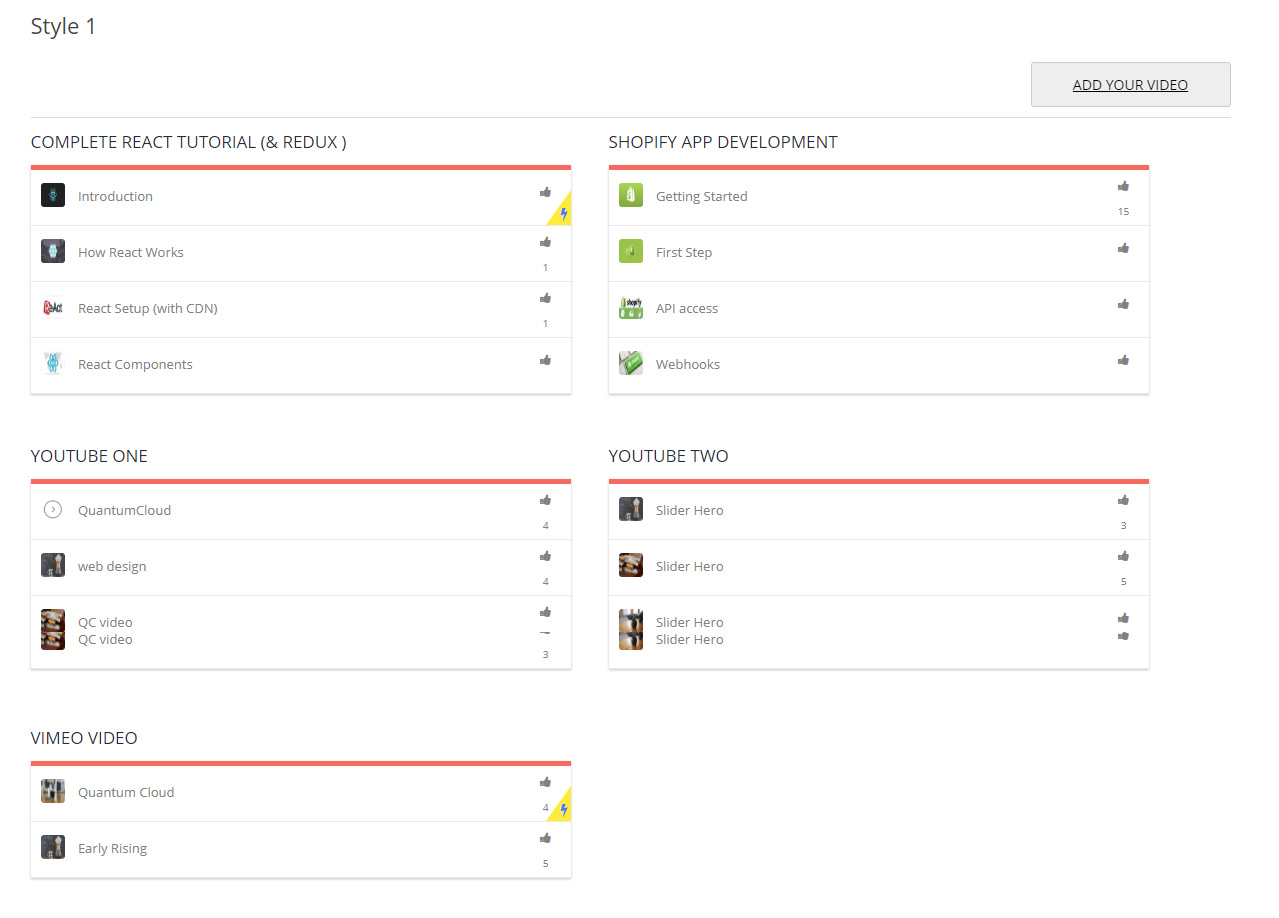 Style 1
ADD YOUR VIDEO
COMPLETE REACT TUTORIAL (& REDUX )
Introduction
How React Works
1
React Setup (with CDN)
1
React Components
SHOPIFY APP DEVELOPMENT
Getting Started
15
First Step
API access
Webhooks
YOUTUBE ONE
QuantumCloud
4
web design
4
QC video
QC video
3
YOUTUBE TWO
Slider Hero
3
Slider Hero
5
Slider Hero
Slider Hero
VIMEO VIDEO
Quantum Cloud
4
Early Rising
5